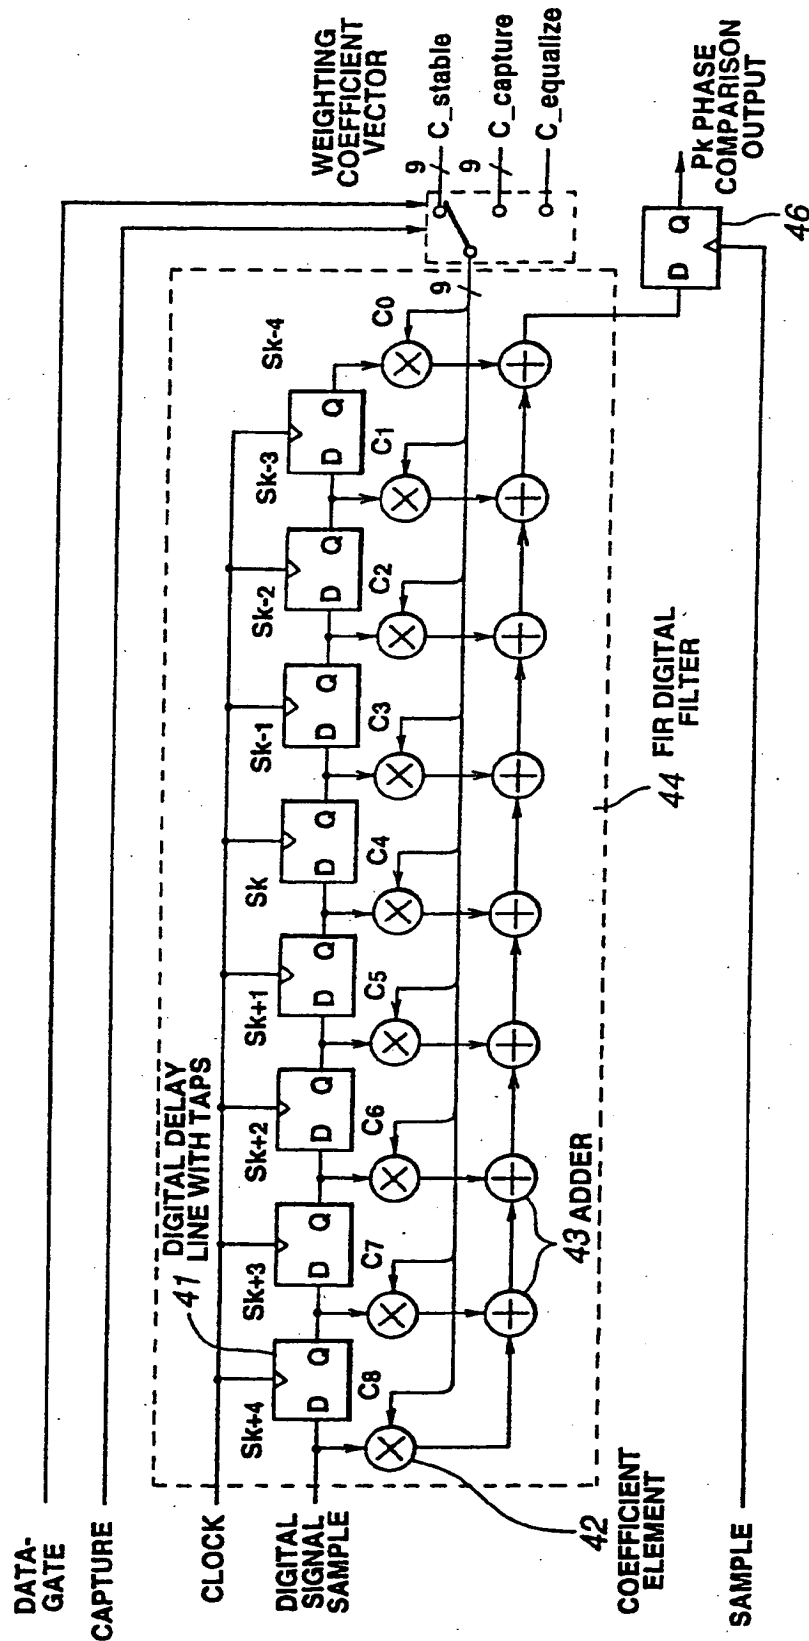 DATA-
GATE
CAPTURE
CLOCK
DIGITAL
SIGNAL
SAMPLE
SAMPLE
41
DIGITAL DELAY
LINE WITH TAPS
Sk+4
Sk+3
Sk+2
Sk+1
Sk
Sk-1
Sk-2
Sk-3
Sk-4
D Q
D Q
D Q
D Q
D Q
D Q
D Q
D Q
C8
C7
C6
C5
C4
C3
C2
C1
C0
42
COEFFICIENT
ELEMENT
43 ADDER
44 FIR DIGITAL
FILTER
WEIGHTING
COEFFICIENT
VECTOR
9 C_stable
9 C_capture
C_equalize
9
D Q
46
Pk PHASE
COMPARISON
OUTPUT